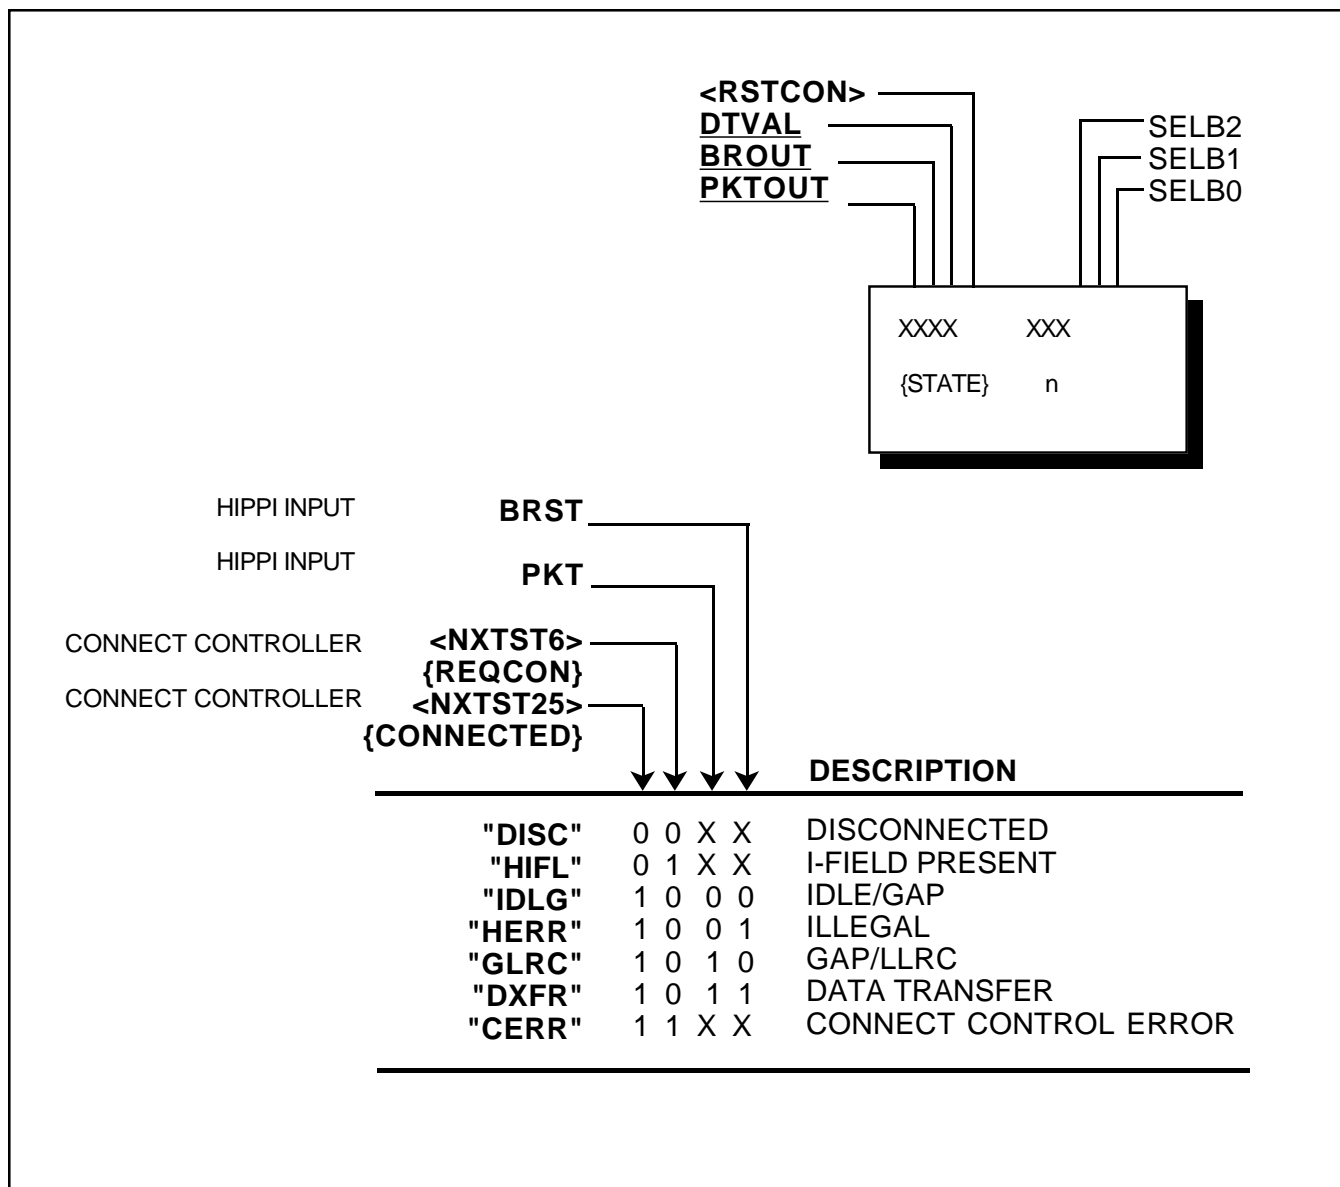 <RSTCON>
DTVAL
BROUT
PKTOUT
SELB2
SELB1
SELB0
XXXX XXX
{STATE} n
HIPPI INPUT BRST
HIPPI INPUT PKT
CONNECT CONTROLLER <NXTST6>
{REQCON}
CONNECT CONTROLLER <NXTST25>
{CONNECTED}
DESCRIPTION
"DISC" 0 0 X X DISCONNECTED
"HIFL" 0 1 X X I-FIELD PRESENT
"IDLG" 1 0 0 0 IDLE/GAP
"HERR" 1 0 0 1 ILLEGAL
"GLRC" 1 0 1 0 GAP/LLRC
"DXFR" 1 0 1 1 DATA TRANSFER
"CERR" 1 1 X X CONNECT CONTROL ERROR